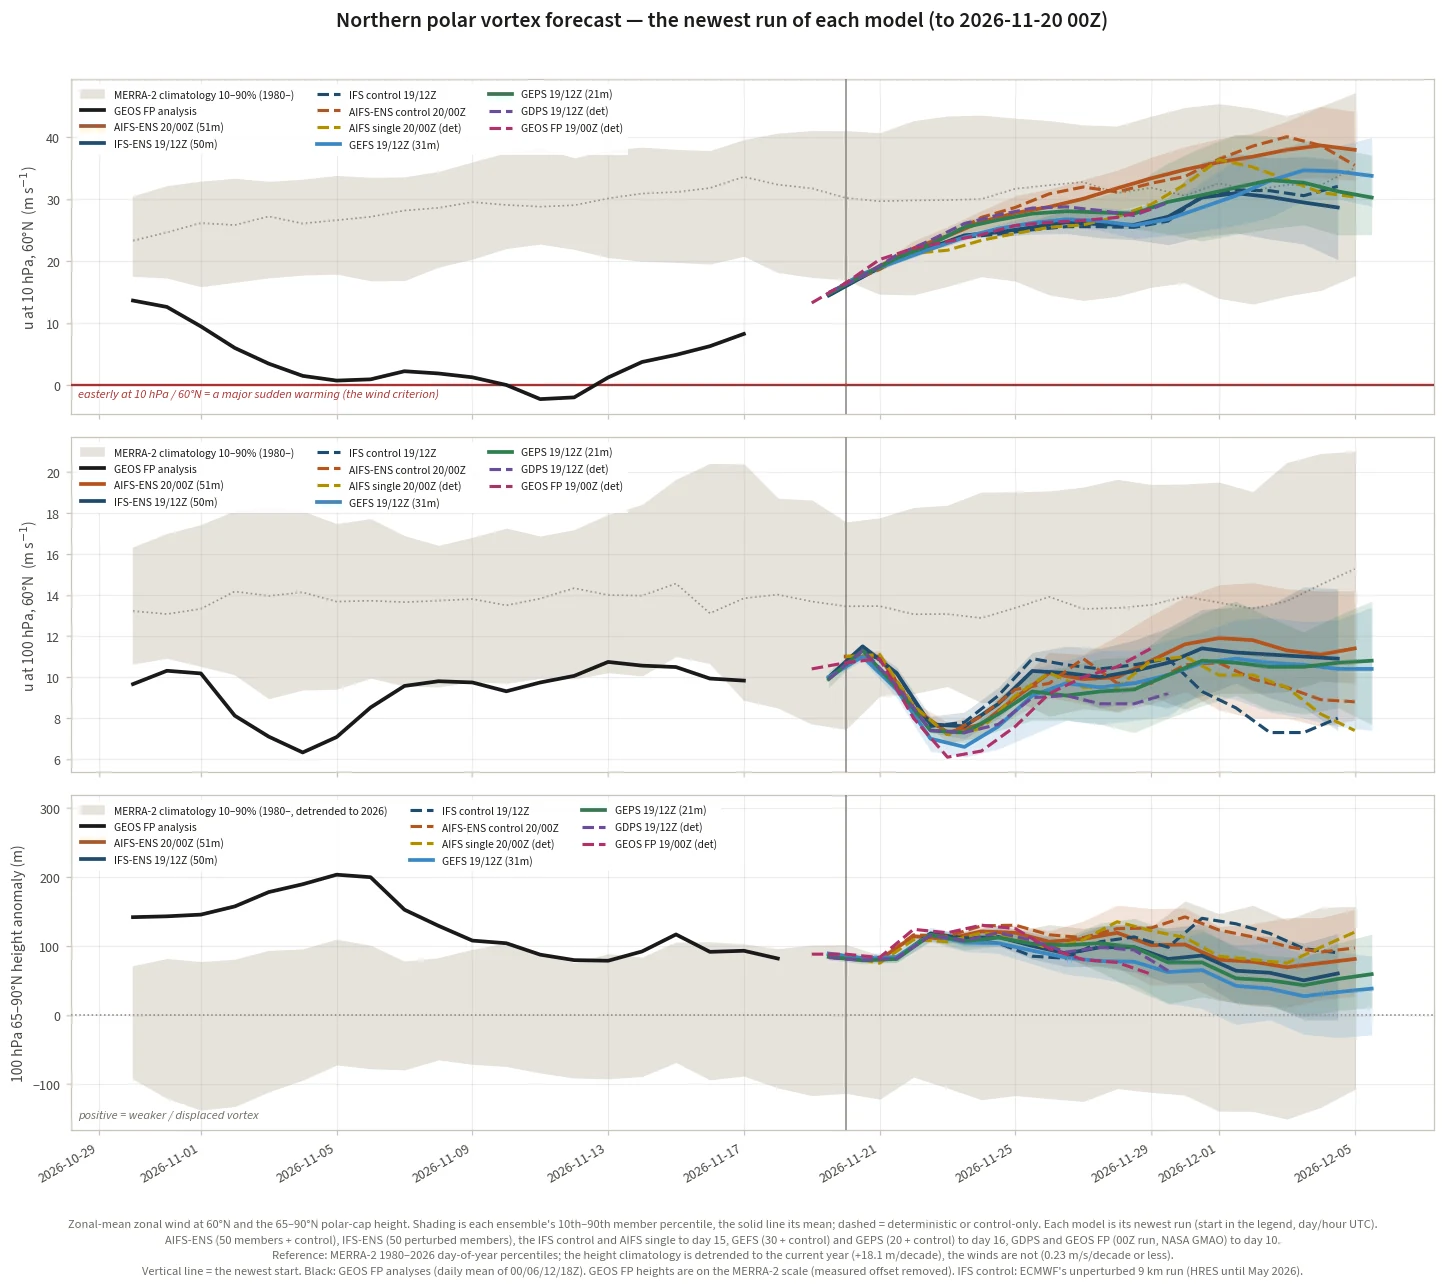 Northern polar vortex forecast — the newest run of each model (to 2026-11-20 00Z)
MERRA-2 climatology 10–90% (1980–)
GEOS FP analysis
AIFS-ENS 20/00Z (51m)
IFS-ENS 19/12Z (50m)
IFS control 19/12Z
AIFS-ENS control 20/00Z
AIFS single 20/00Z (det)
GEFS 19/12Z (31m)
GEPS 19/12Z (21m)
GDPS 19/12Z (det)
GEOS FP 19/00Z (det)
u at 10 hPa, 60°N (m s⁻¹)
40
30
20
10
0
easterly at 10 hPa / 60°N = a major sudden warming (the wind criterion)
MERRA-2 climatology 10–90% (1980–)
GEOS FP analysis
AIFS-ENS 20/00Z (51m)
IFS-ENS 19/12Z (50m)
IFS control 19/12Z
AIFS-ENS control 20/00Z
AIFS single 20/00Z (det)
GEFS 19/12Z (31m)
GEPS 19/12Z (21m)
GDPS 19/12Z (det)
GEOS FP 19/00Z (det)
u at 100 hPa, 60°N (m s⁻¹)
20
18
16
14
12
10
8
6
MERRA-2 climatology 10–90% (1980–, detrended to 2026)
GEOS FP analysis
AIFS-ENS 20/00Z (51m)
IFS-ENS 19/12Z (50m)
IFS control 19/12Z
AIFS-ENS control 20/00Z
AIFS single 20/00Z (det)
GEFS 19/12Z (31m)
GEPS 19/12Z (21m)
GDPS 19/12Z (det)
GEOS FP 19/00Z (det)
100 hPa 65–90°N height anomaly (m)
300
200
100
0
−100
positive = weaker / displaced vortex
2026-10-29
2026-11-01
2026-11-05
2026-11-09
2026-11-13
2026-11-17
2026-11-21
2026-11-25
2026-11-29
2026-12-01
2026-12-05
Zonal-mean zonal wind at 60°N and the 65–90°N polar-cap height. Shading is each ensemble's 10th–90th member percentile, the solid line its mean; dashed = deterministic or control-only. Each model is its newest run (start in the legend, day/hour UTC).
AIFS-ENS (50 members + control), IFS-ENS (50 perturbed members), the IFS control and AIFS single to day 15, GEFS (30 + control) and GEPS (20 + control) to day 16, GDPS and GEOS FP (00Z run, NASA GMAO) to day 10.
Reference: MERRA-2 1980–2026 day-of-year percentiles; the height climatology is detrended to the current year (+18.1 m/decade), the winds are not (0.23 m/s/decade or less).
Vertical line = the newest start. Black: GEOS FP analyses (daily mean of 00/06/12/18Z). GEOS FP heights are on the MERRA-2 scale (measured offset removed). IFS control: ECMWF's unperturbed 9 km run (HRES until May 2026).